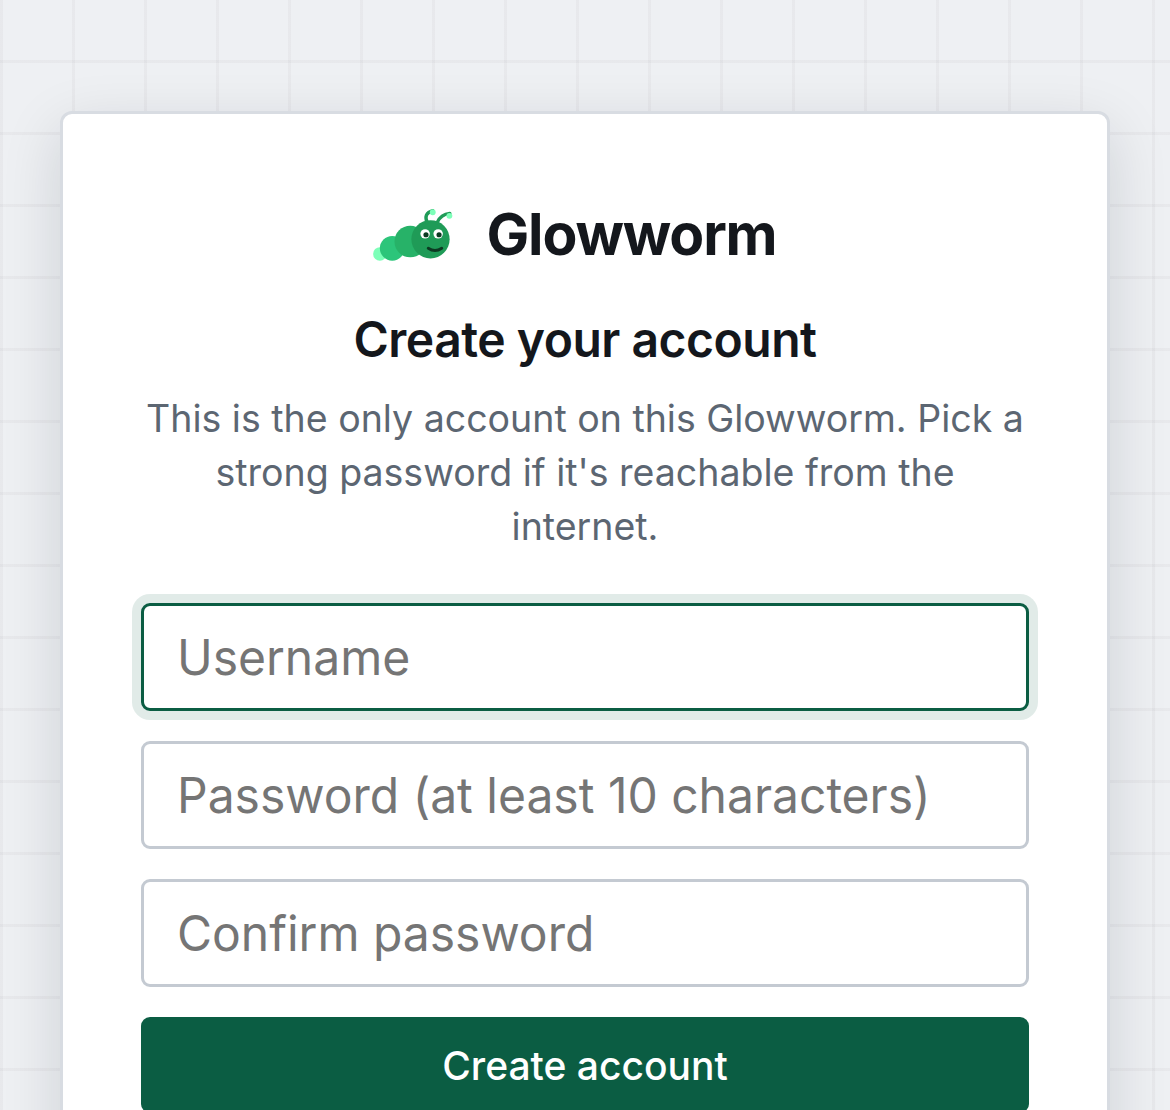 Glowworm
Create your account
This is the only account on this Glowworm. Pick a
strong password if it's reachable from the
internet.
Username
Password (at least 10 characters)
Confirm password
Create account